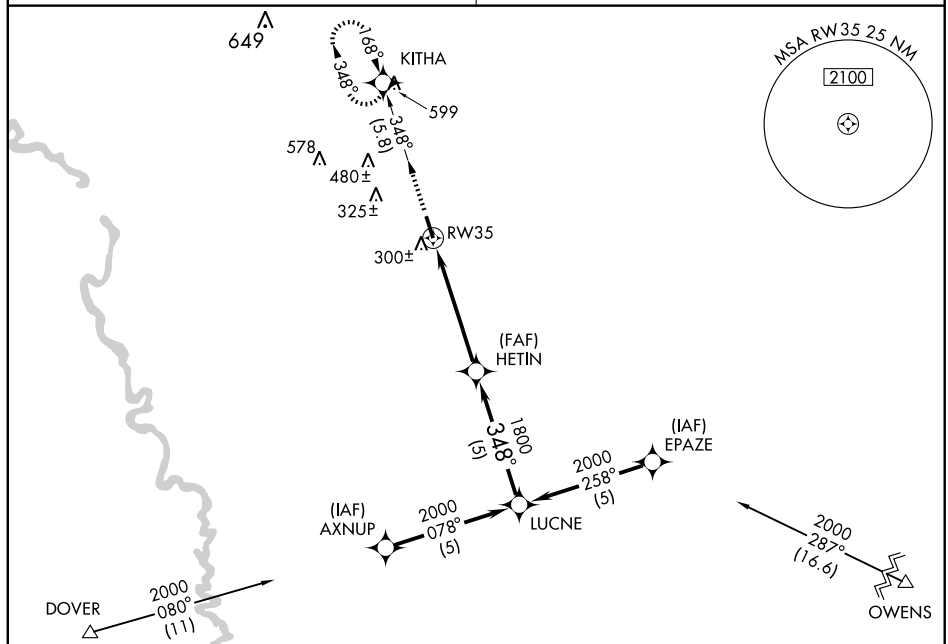 649
168°
348°
KITHA
599
348°
(5.8)
578
480±
325±
300±
RW35
MSA RW35 25 NM
2100
(FAF)
HETIN
1800
348°
(5)
(IAF)
EPAZE
2000
258°
(5)
LUCNE
(IAF)
AXNUP
2000
078°
(5)
2000
287°
(16.6)
OWENS
DOVER
2000
080°
(11)